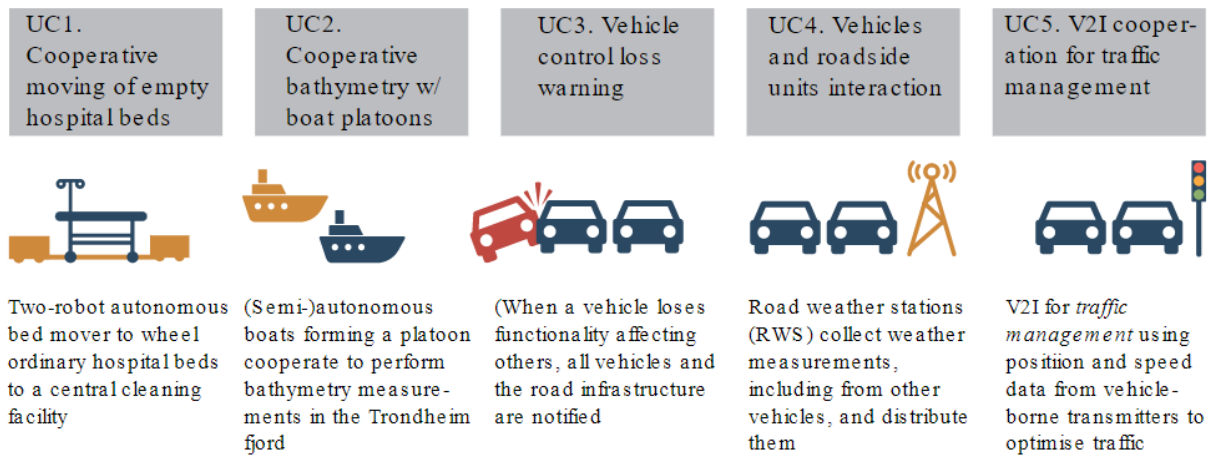 UC1.
Cooperative
moving of empty
hospital beds
UC2.
Cooperative
bathymetry w/
boat platoons
UC3. Vehicle
control loss
warning
UC4. Vehicles
and roadside
units interaction
UC5. V2I cooper-
ation for traffic
management
Two-robot autonomous
bed mover to wheel
ordinary hospital beds
to a central cleaning
facility
(Semi-)autonomous
boats forming a platoon
cooperate to perform
bathymetry measure-
ments in the Trondheim
fjord
(When a vehicle loses
functionality affecting
others, all vehicles and
the road infrastructure
are notified
Road weather stations
(RWS) collect weather
measurements,
including from other
vehicles, and distribute
them
V2I for traffic
management using
positiion and speed
data from vehicle-
borne transmitters to
optimise traffic